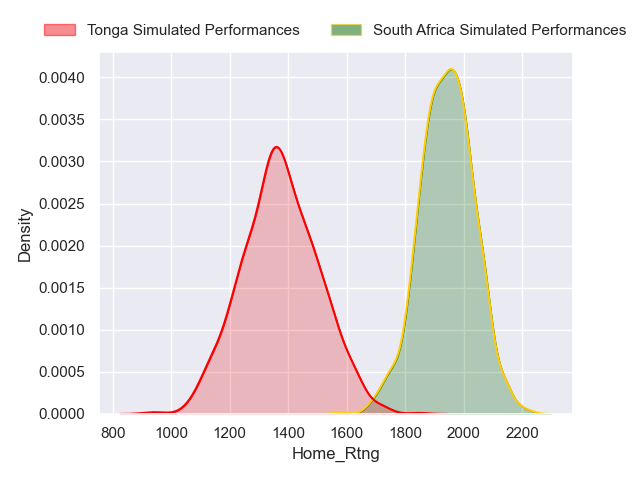 Tonga Simulated Performances South Africa Simulated Performances
0.0040
0.0035
0.0030
0.0025
0.0020
0.0015
0.0010
0.0005
0.0000
Density
800 1000 1200 1400 1600 1800 2000 2200
Home_Rtng